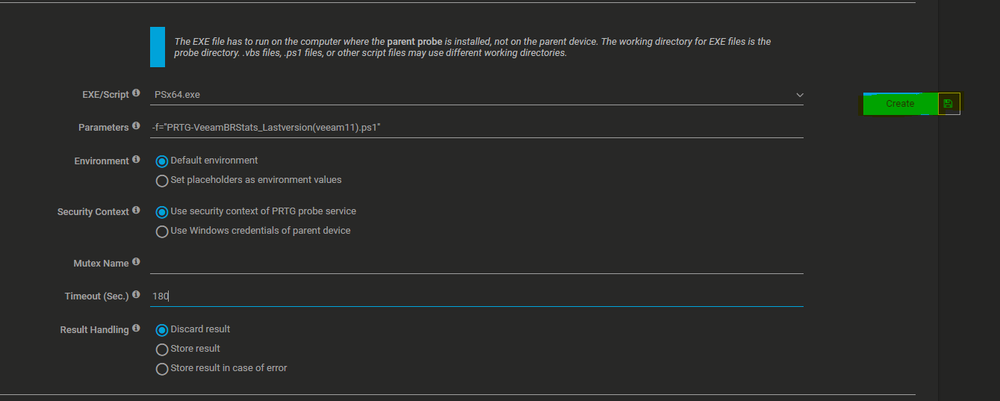 The EXE file has to run on the computer where the parent probe is installed, not on the parent device. The working directory for EXE files is the
probe directory. .vbs files, .ps1 files, or other script files may use different working directories.
EXE/Script PSx64.exe
Create
Parameters -f="PRTG-VeeamBRStats_Lastversion(veeam11).ps1"
Environment Default environment
Set placeholders as environment values
Security Context Use security context of PRTG probe service
Use Windows credentials of parent device
Mutex Name
Timeout (Sec.) 180
Result Handling Discard result
Store result
Store result in case of error